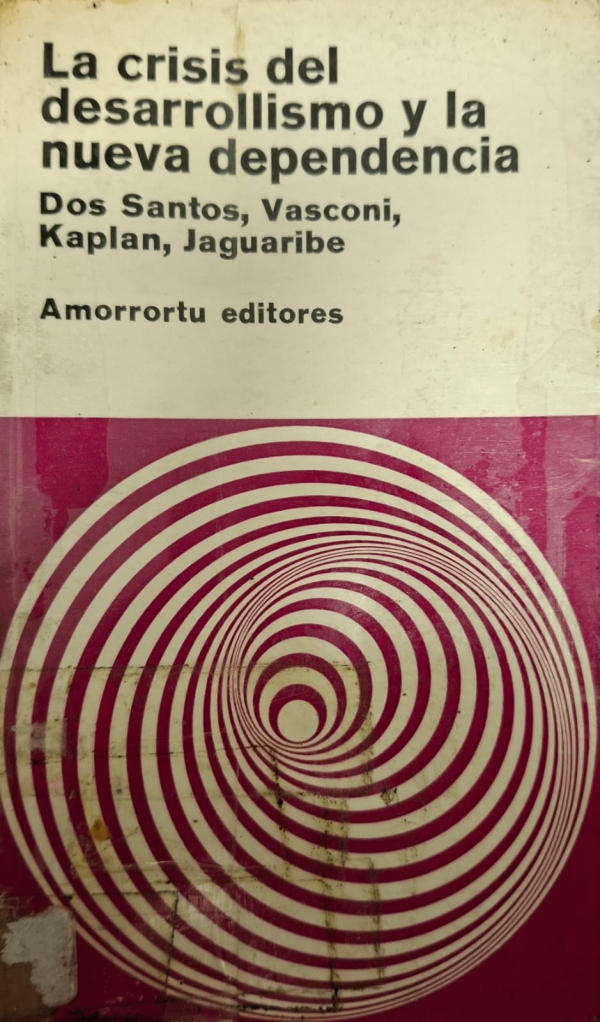 La crisis del
desarrollismo y la
nueva dependencia
Dos Santos, Vasconi,
Kaplan, Jaguaribe
Amorrortu editores